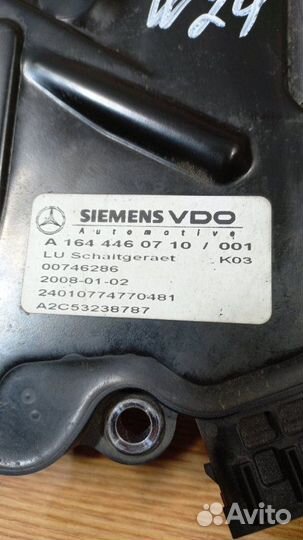 W24
SIEMENS VDO
Automotive
A 164 446 07 10 / 001
LU Schaltgeraet K03
00746286
2008-01-02
24010774770481
A2C53238787
Avito